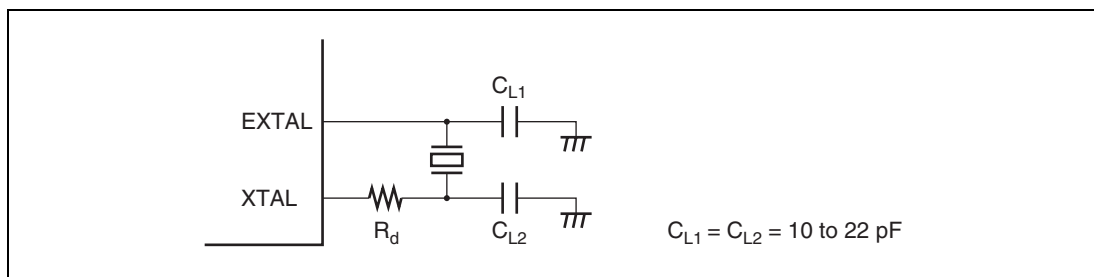 CL1
EXTAL
XTAL
Rd
CL2
CL1 = CL2 = 10 to 22 pF